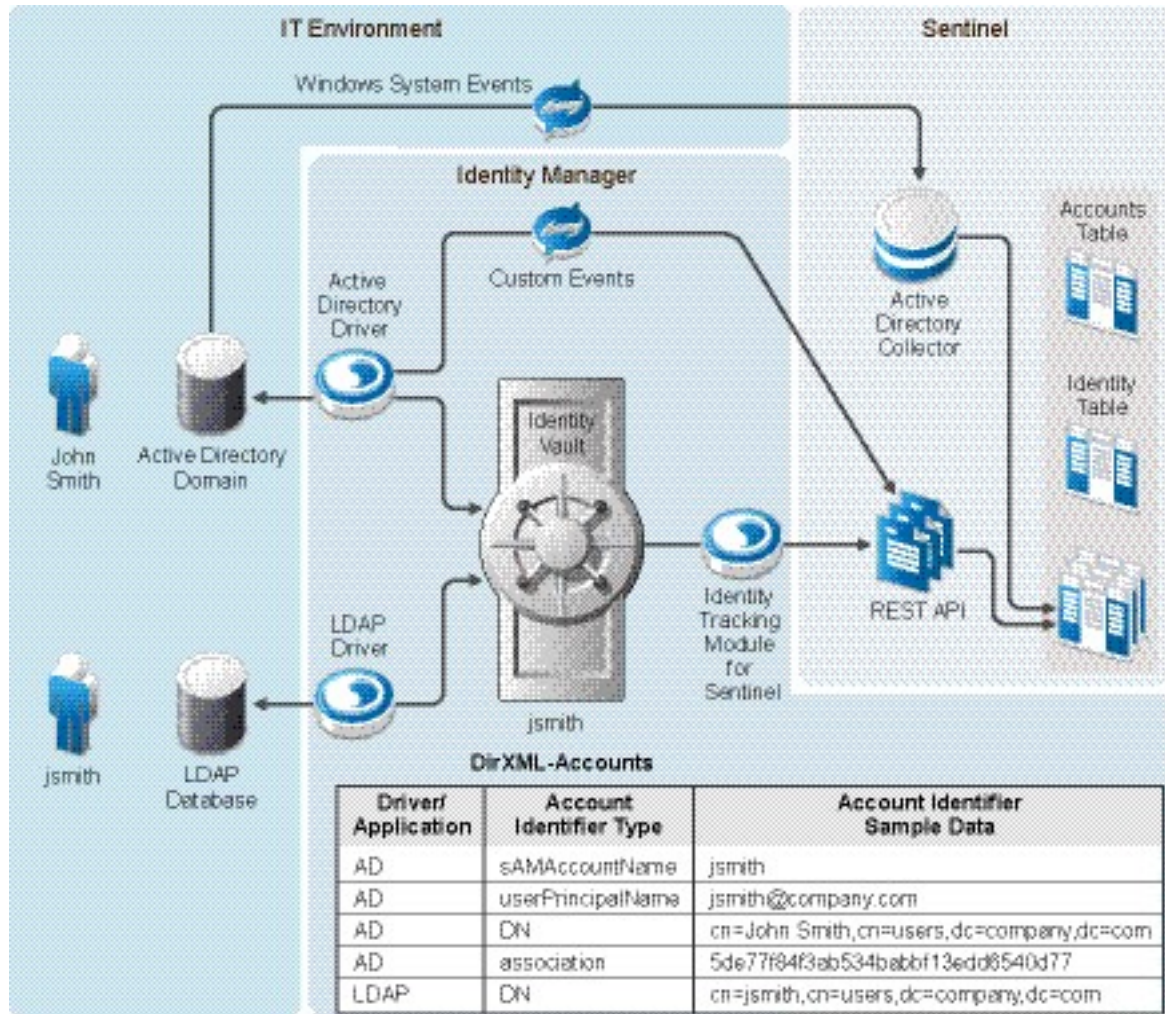 IT Environment
Sentinel
Windows System Events
Identity Manager
Accounts
Table
Custom Events
Active
Directory
Driver
Active
Directory
Collector
Identity
Table
Identity
Vault
John
Smith
Active Directory
Domain
REST API
Identity
Tracking
Module
for
Sentinel
LDAP
Driver
jsmith
jsmith
LDAP
Database
DirXML-Accounts
Driver/
Application
Account
Identifier Type
Account Identifier
Sample Data
AD sAMAccountName jsmith
AD userPrincipalName jsmith@company.com
AD DN cn=John Smith,cn=users,dc=company,dc=com
AD association 5de77f84f3ab534babbf13edd6540d77
LDAP DN cn=jsmith,cn=users,dc=company,dc=com